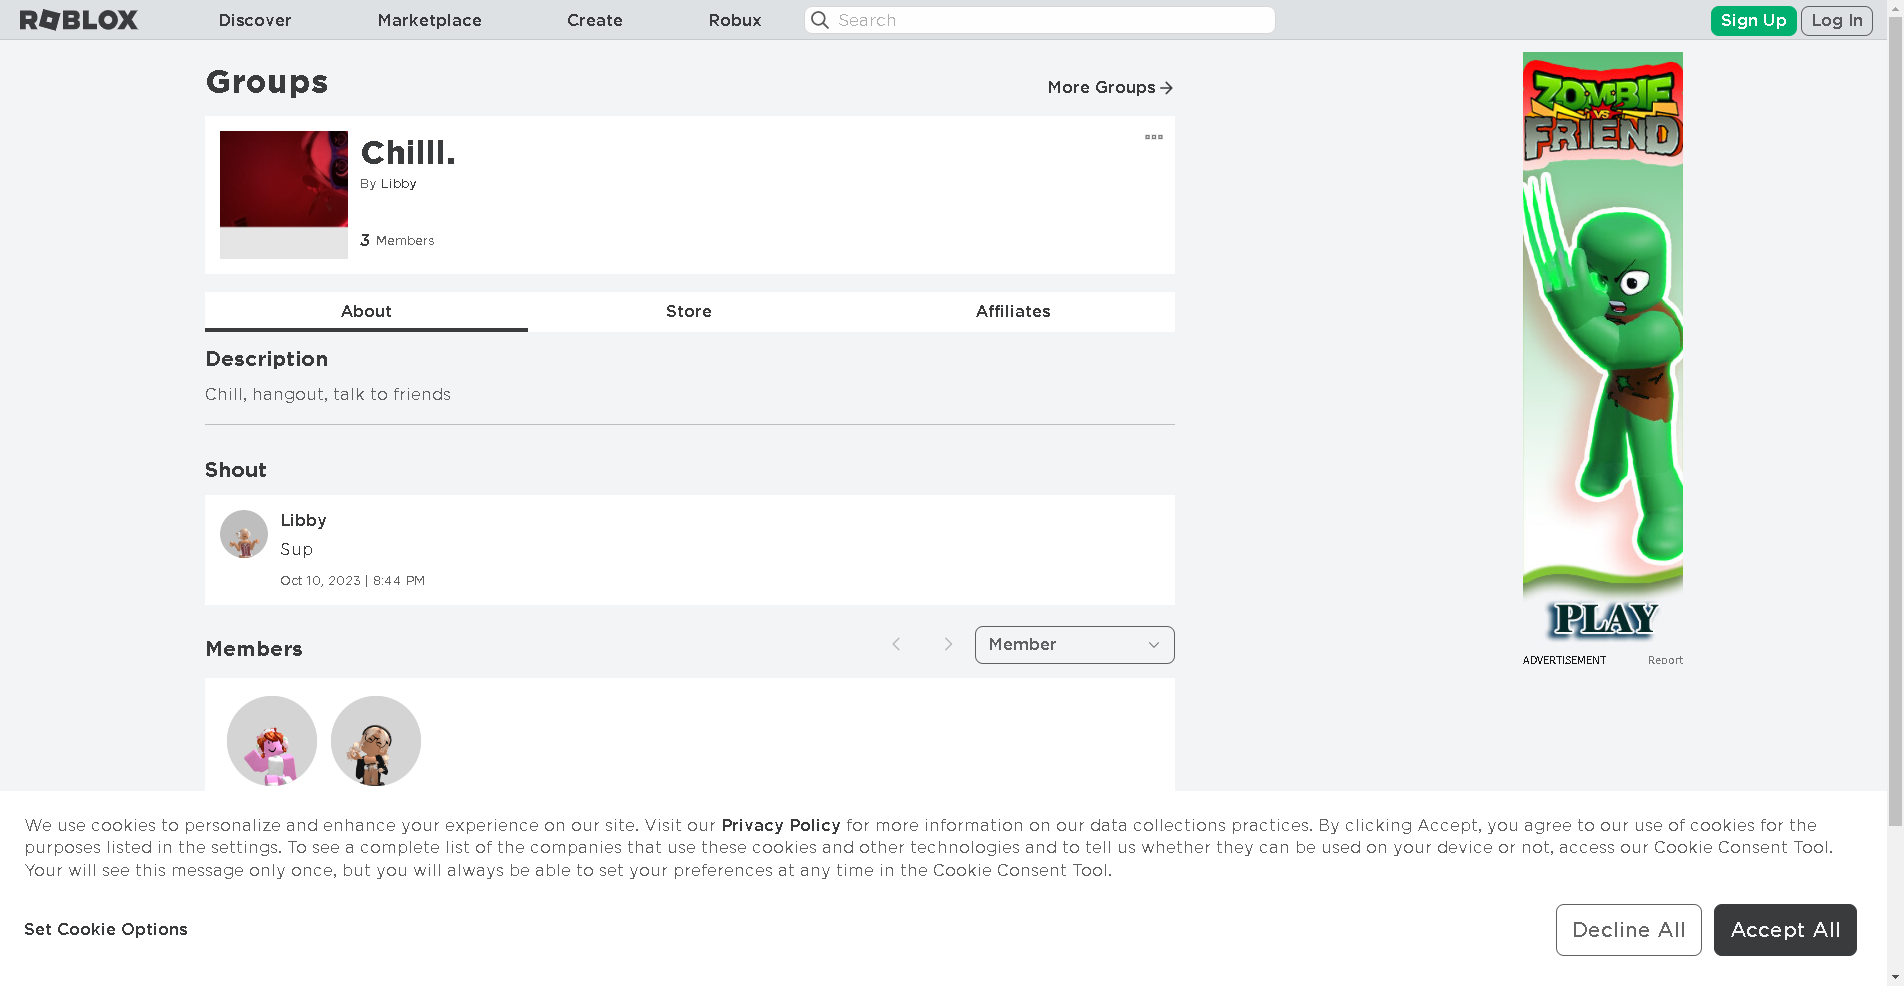 ROBLOX
Discover
Marketplace
Create
Robux
Search
Sign Up
Log In
Groups
More Groups
Chilll.
By Libby
3 Members
About
Store
Affiliates
Description
Chill, hangout, talk to friends
Shout
Libby
Sup
Oct 10, 2023 | 8:44 PM
Members
Member
ZOMBIE
VS
FRIEND
PLAY
ADVERTISEMENT
Report
We use cookies to personalize and enhance your experience on our site. Visit our Privacy Policy for more information on our data collections practices. By clicking Accept, you agree to our use of cookies for the
purposes listed in the settings. To see a complete list of the companies that use these cookies and other technologies and to tell us whether they can be used on your device or not, access our Cookie Consent Tool.
Your will see this message only once, but you will always be able to set your preferences at any time in the Cookie Consent Tool.
Set Cookie Options
Decline All
Accept All